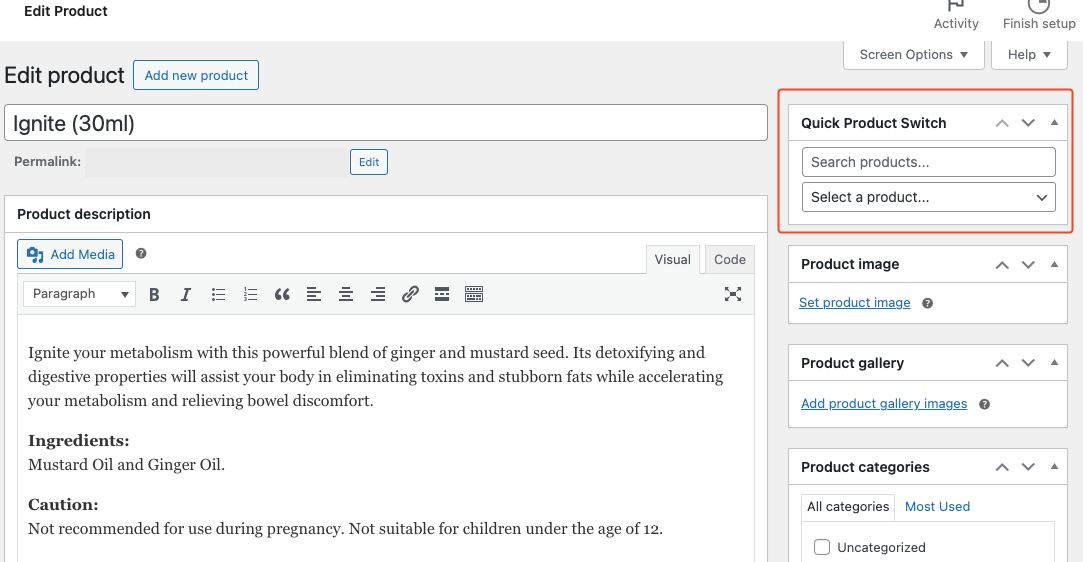 Edit Product
Activity
Finish setup
Screen Options
Help
Edit product
Add new product
Ignite (30ml)
Permalink:
Edit
Product description
Add Media
Visual
Code
Paragraph
B
I
Ignite your metabolism with this powerful blend of ginger and mustard seed. Its detoxifying and
digestive properties will assist your body in eliminating toxins and stubborn fats while accelerating
your metabolism and relieving bowel discomfort.
Ingredients:
Mustard Oil and Ginger Oil.
Caution:
Not recommended for use during pregnancy. Not suitable for children under the age of 12.
Quick Product Switch
Search products...
Select a product...
Product image
Set product image
Product gallery
Add product gallery images
Product categories
All categories
Most Used
Uncategorized